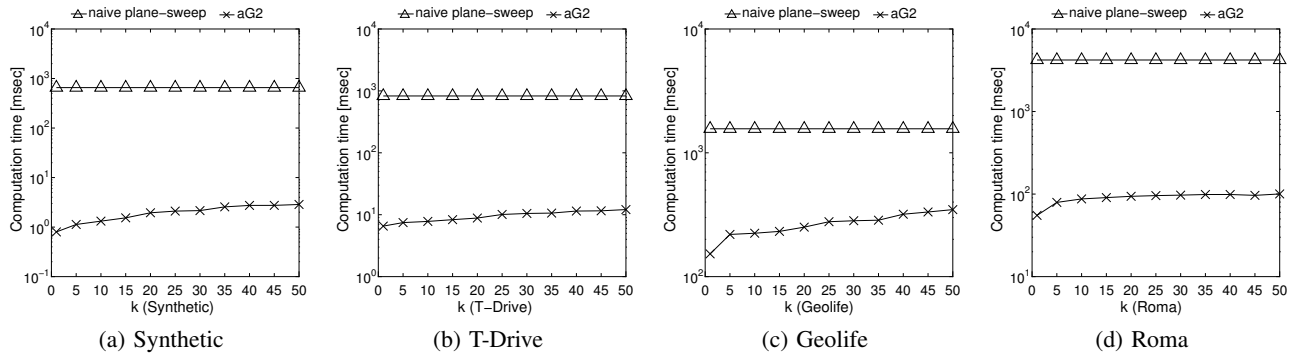 naive plane−sweep aG2
Computation time [msec]
10^4
10^3
10^2
10^1
10^0
10^−1
0 5 10 15 20 25 30 35 40 45 50
k (Synthetic)
(a) Synthetic
naive plane−sweep aG2
Computation time [msec]
10^4
10^3
10^2
10^1
10^0
0 5 10 15 20 25 30 35 40 45 50
k (T−Drive)
(b) T-Drive
naive plane−sweep aG2
Computation time [msec]
10^4
10^3
10^2
0 5 10 15 20 25 30 35 40 45 50
k (Geolife)
(c) Geolife
naive plane−sweep aG2
Computation time [msec]
10^4
10^3
10^2
10^1
0 5 10 15 20 25 30 35 40 45 50
k (Roma)
(d) Roma